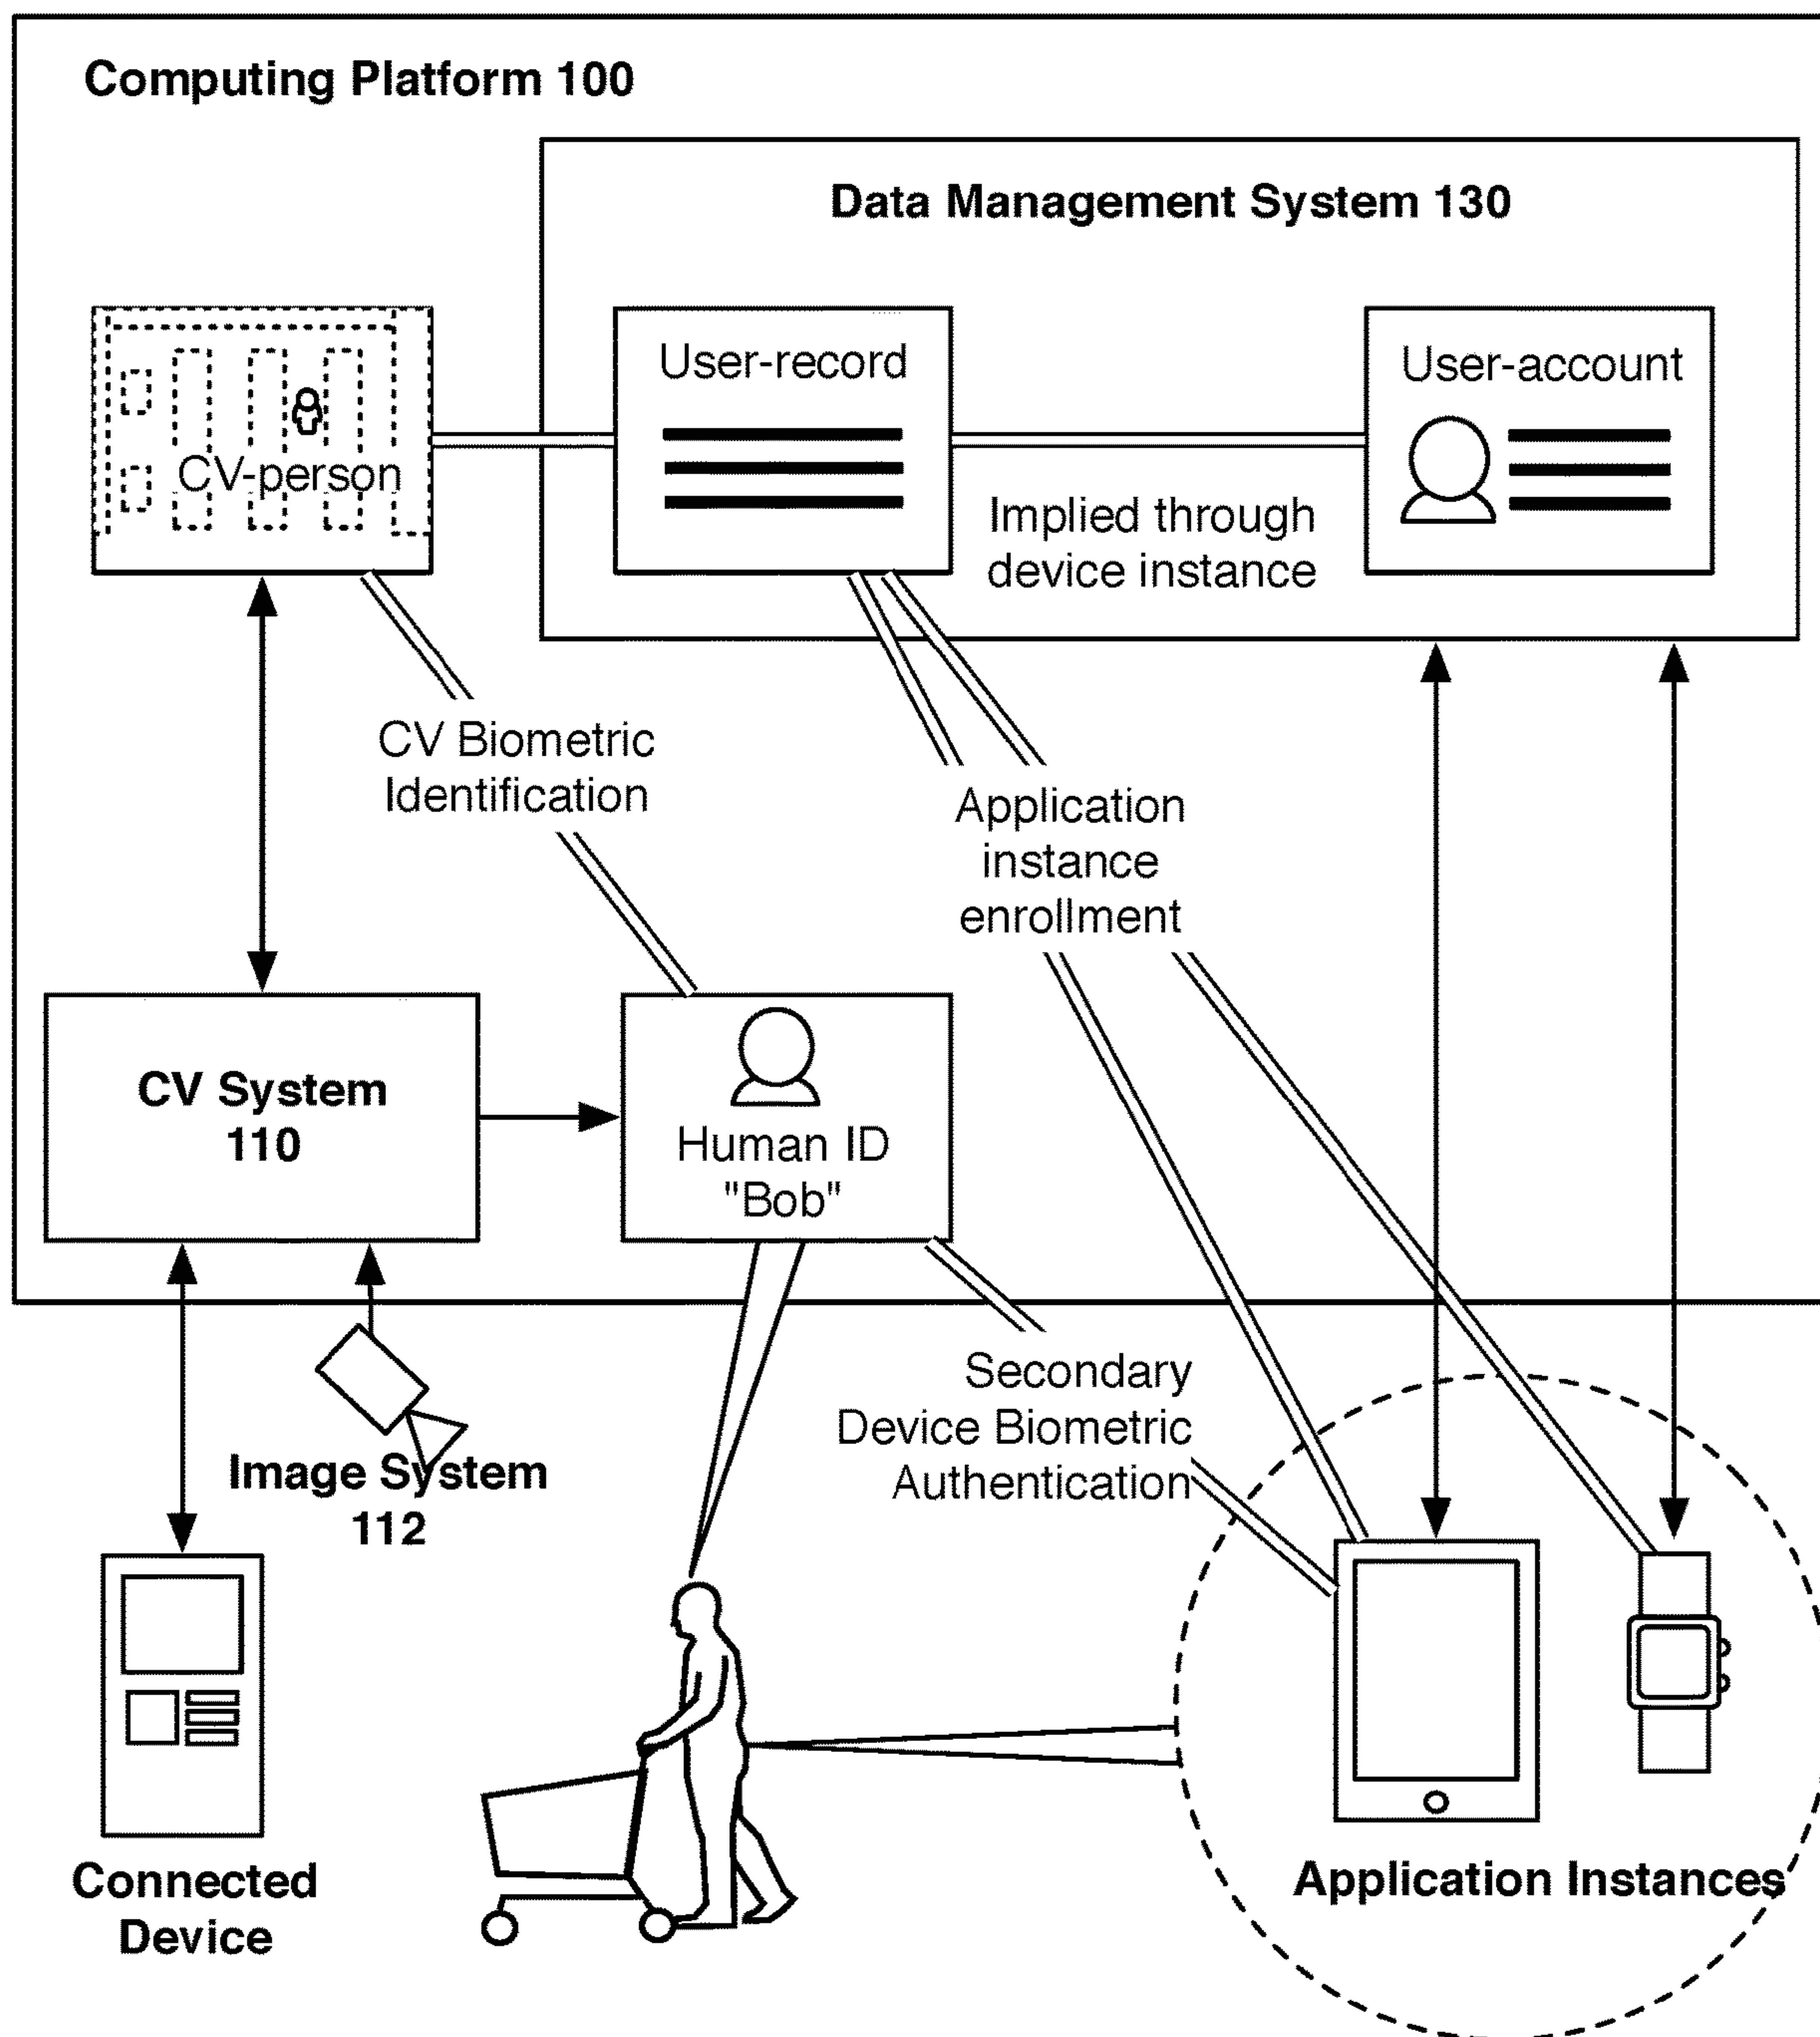 Computing Platform 100
Data Management System 130
User-record
User-account
CV-person
Implied through
device instance
CV Biometric
Identification
Application
instance
enrollment
CV System
110
Human ID
"Bob"
Secondary
Device Biometric
Authentication
Image System
112
Application Instances
Connected
Device